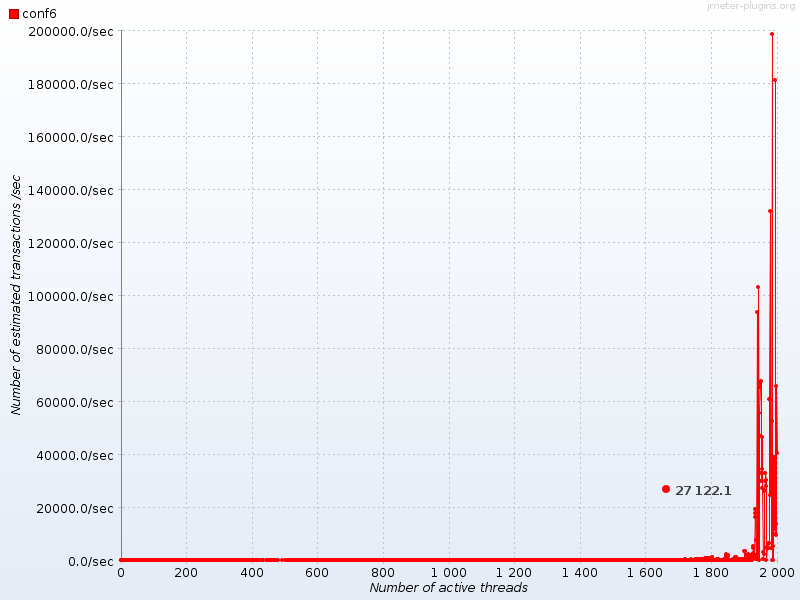 jmeter-plugins.org
conf6
200000.0/sec
180000.0/sec
160000.0/sec
140000.0/sec
120000.0/sec
100000.0/sec
80000.0/sec
60000.0/sec
40000.0/sec
20000.0/sec
0.0/sec
Number of estimated transactions /sec
27 122.1
0 200 400 600 800 1 000 1 200 1 400 1 600 1 800 2 000
Number of active threads